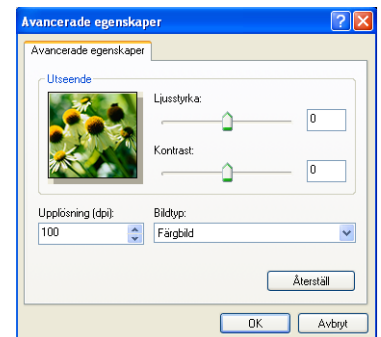 Avancerade egenskaper
Avancerade egenskaper
Utseende
Ljusstyrka:
0
Kontrast:
0
Upplösning (dpi):
Bildtyp:
100
Färgbild
Återställ
OK
Avbryt